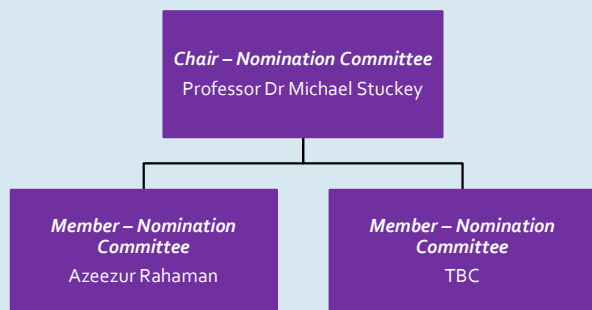 Chair – Nomination Committee
Professor Dr Michael Stuckey
Member – Nomination
Committee
Azeezur Rahaman
Member – Nomination
Committee
TBC